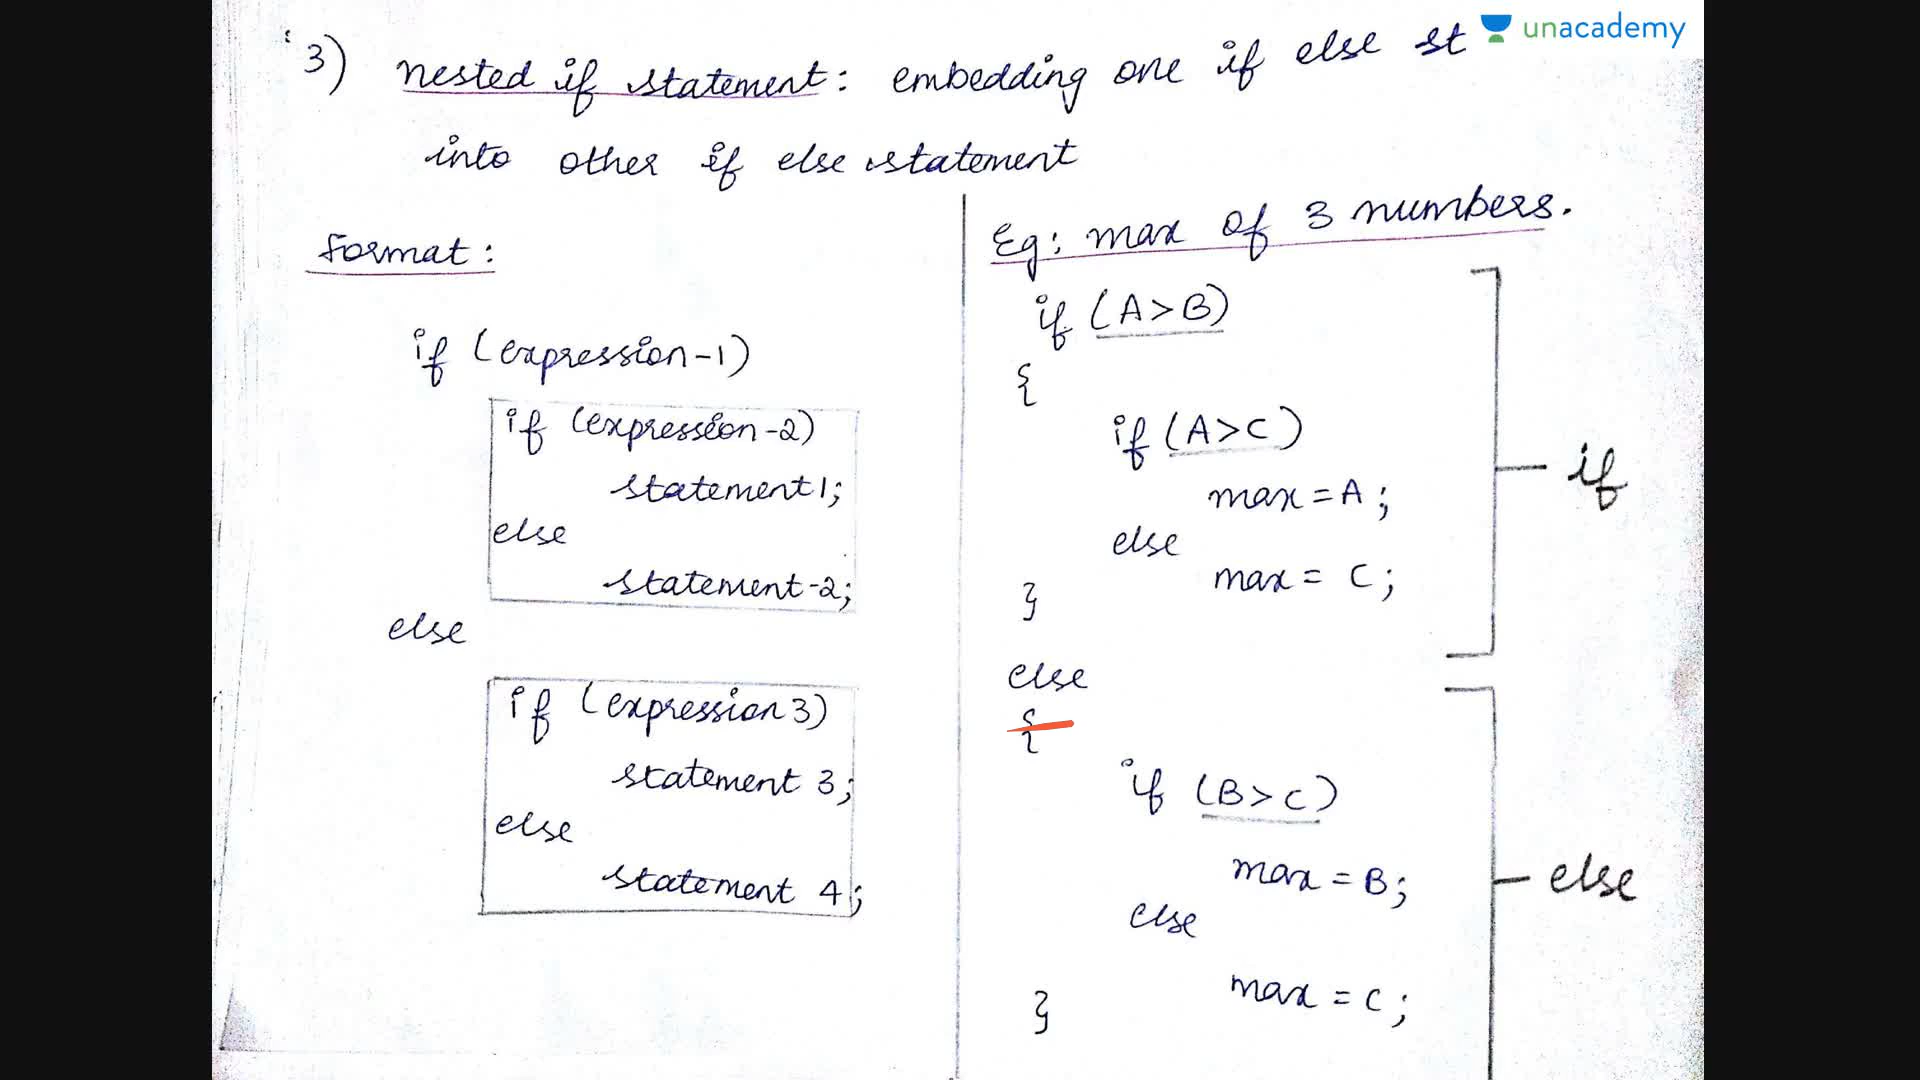 unacademy
3) nested if statement: embedding one if else st
into other if else statement
Format:
if (expression-1)
if (expression-2)
statement1;
else
statement-2;
else
if (expression3)
statement 3;
else
statement 4;
Eg: max of 3 numbers.
if (A>B)
{
if (A>C)
max=A;
else
max= C;
}
else
{
if (B>C)
max=B;
else
max=C;
}
if
else